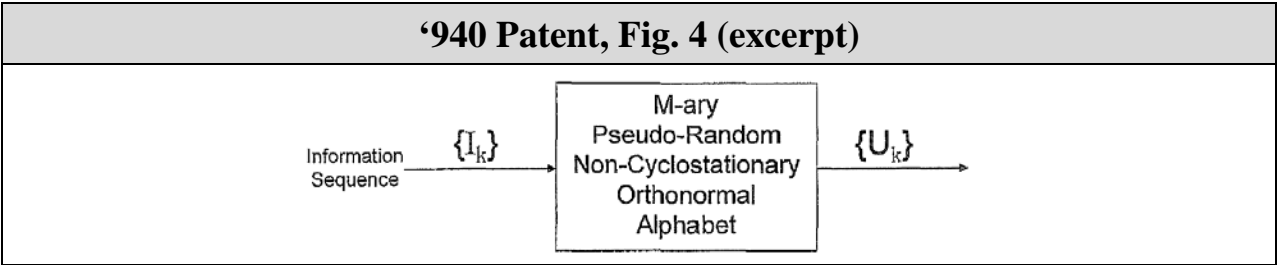 ‘940 Patent, Fig. 4 (excerpt)
M-ary
Pseudo-Random
Non-Cyclostationary
Orthonormal
Alphabet
Information
Sequence
{Iₖ}
{Uₖ}